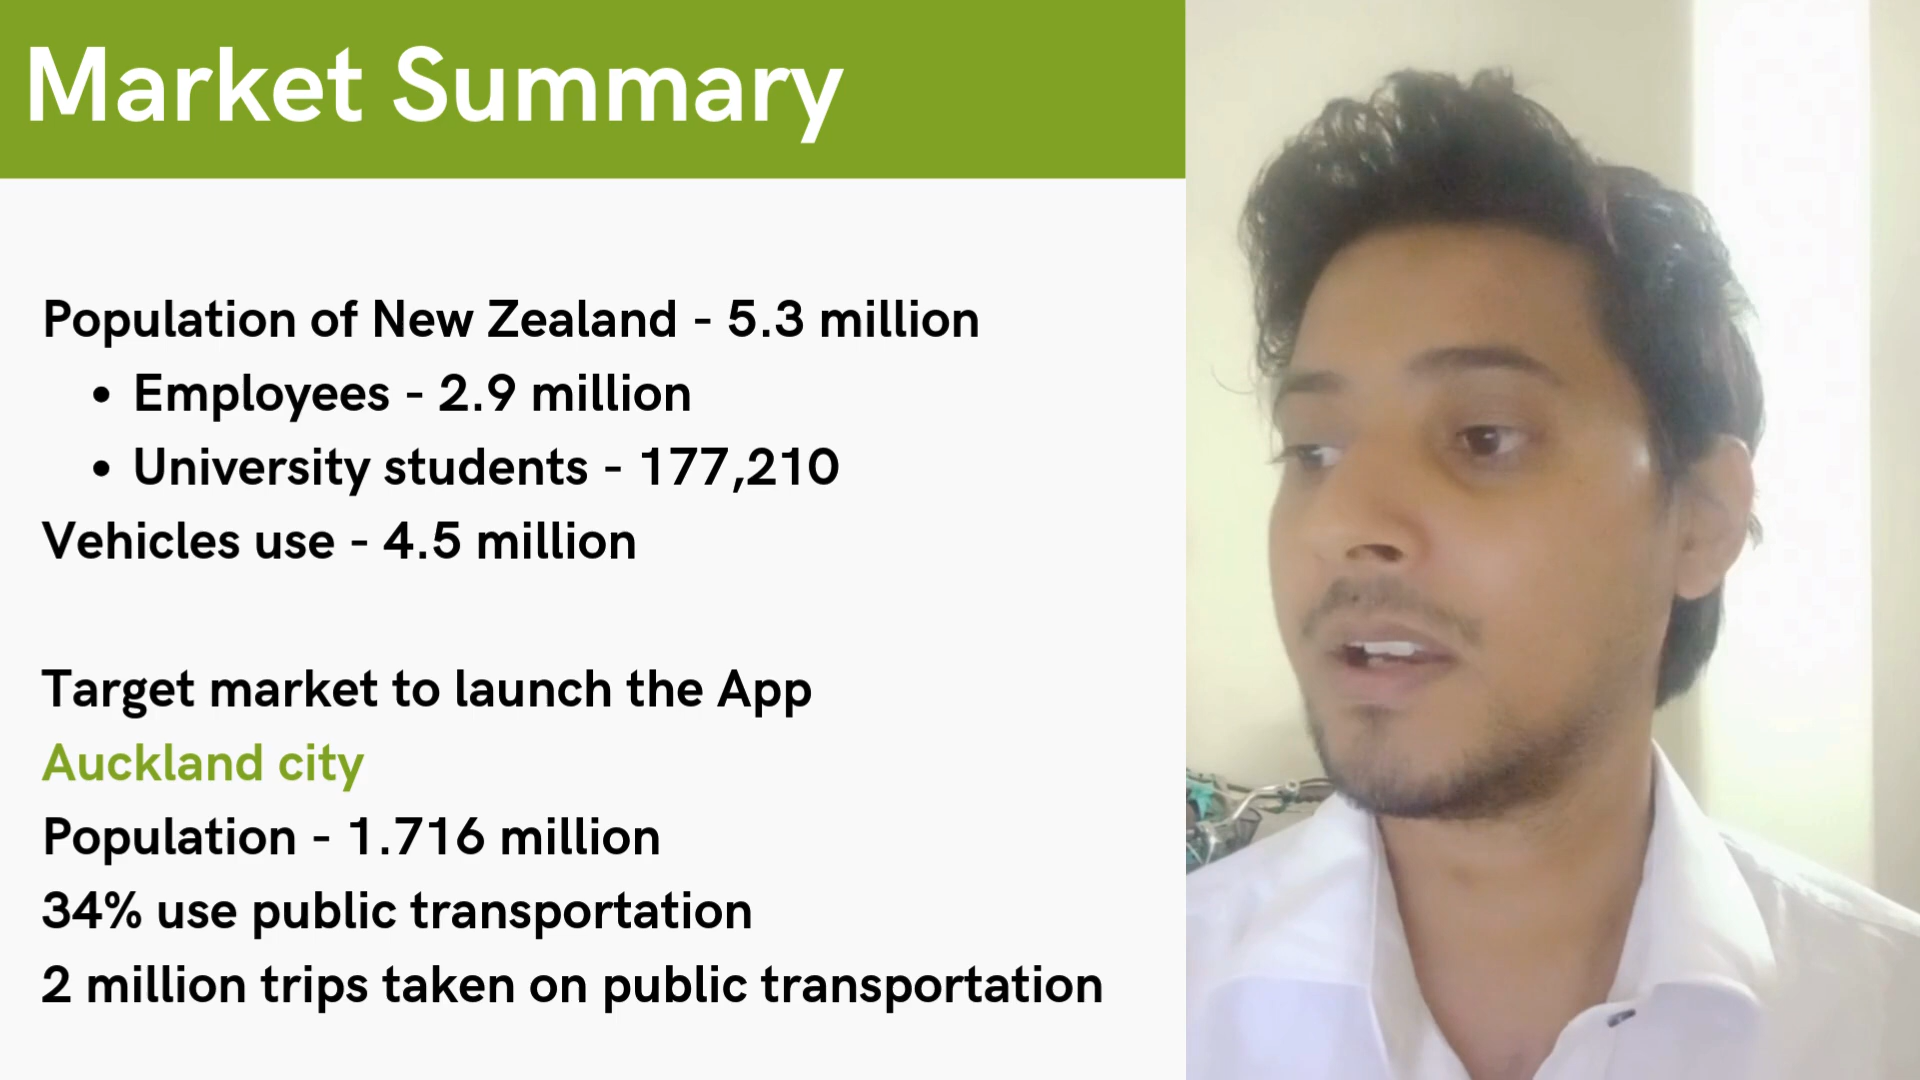 Market Summary
Population of New Zealand - 5.3 million
• Employees - 2.9 million
• University students - 177,210
Vehicles use - 4.5 million
Target market to launch the App
Auckland city
Population - 1.716 million
34% use public transportation
2 million trips taken on public transportation